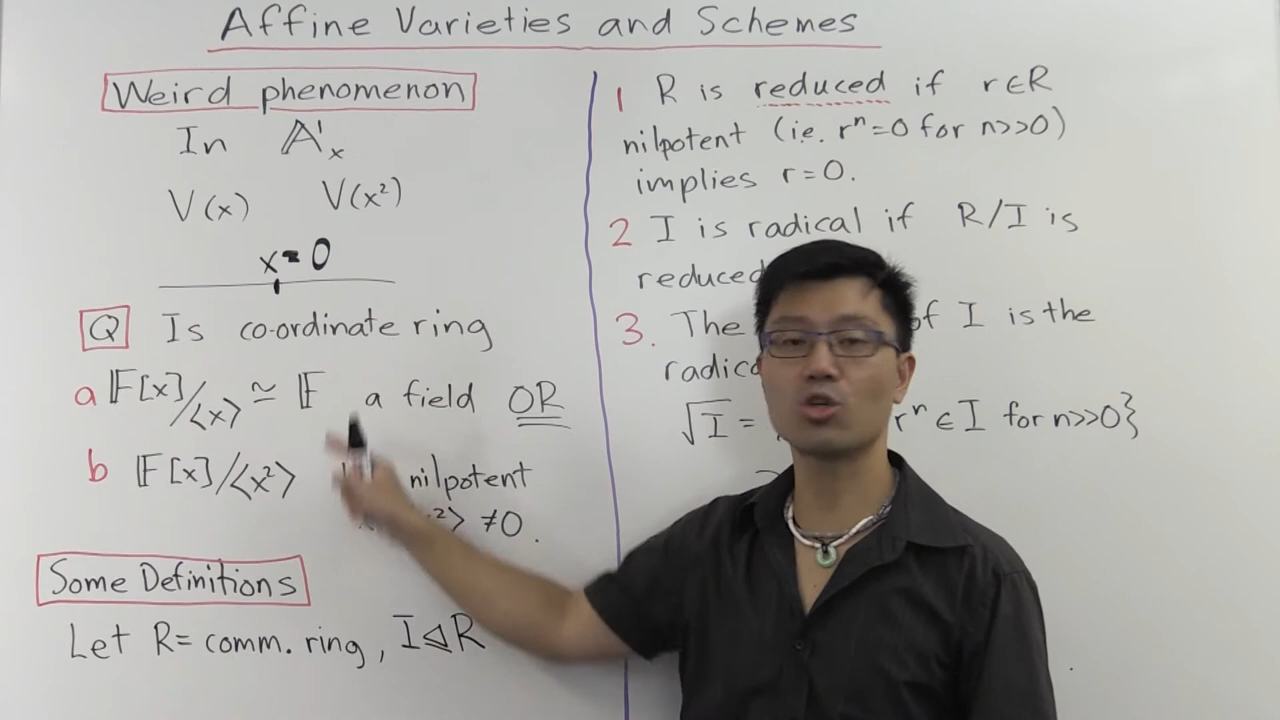 Affine Varieties and Schemes
Weird phenomenon
In 𝔸¹ₓ
V(x) V(x²)
x=0
Q Is co-ordinate ring
a 𝔽[x]/⟨x⟩ ≃ 𝔽 a field OR
b 𝔽[x]/⟨x²⟩ nilpotent
²⟩ ≠0.
Some Definitions
Let R= comm. ring, I⊲R
1 R is reduced if r∈R
nilpotent (i.e. rⁿ=0 for n>>0)
implies r=0.
2 I is radical if R/I is
reduced
3. The of I is the
√I = rⁿ∈I for n>>0}